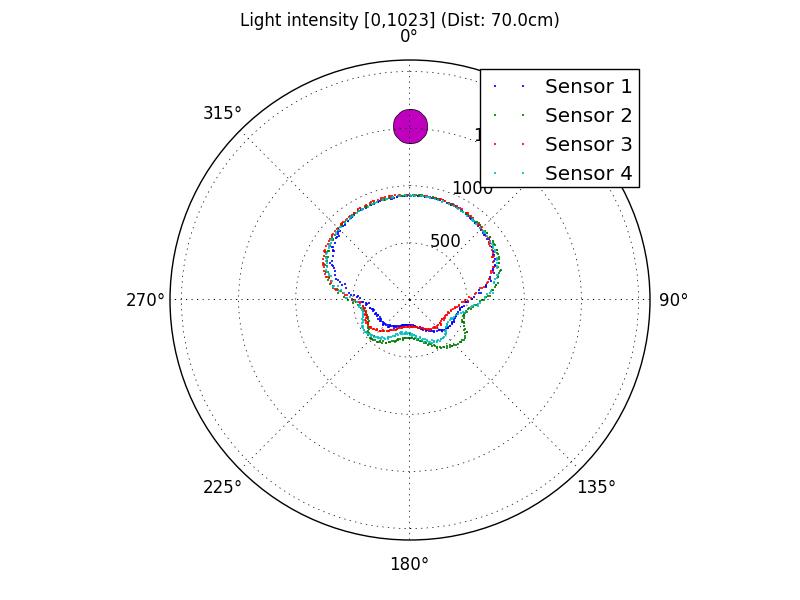 Light intensity [0,1023] (Dist: 70.0cm)
0°
315°
Sensor 1
Sensor 2
Sensor 3
Sensor 4
1000
500
270°
90°
225°
135°
180°